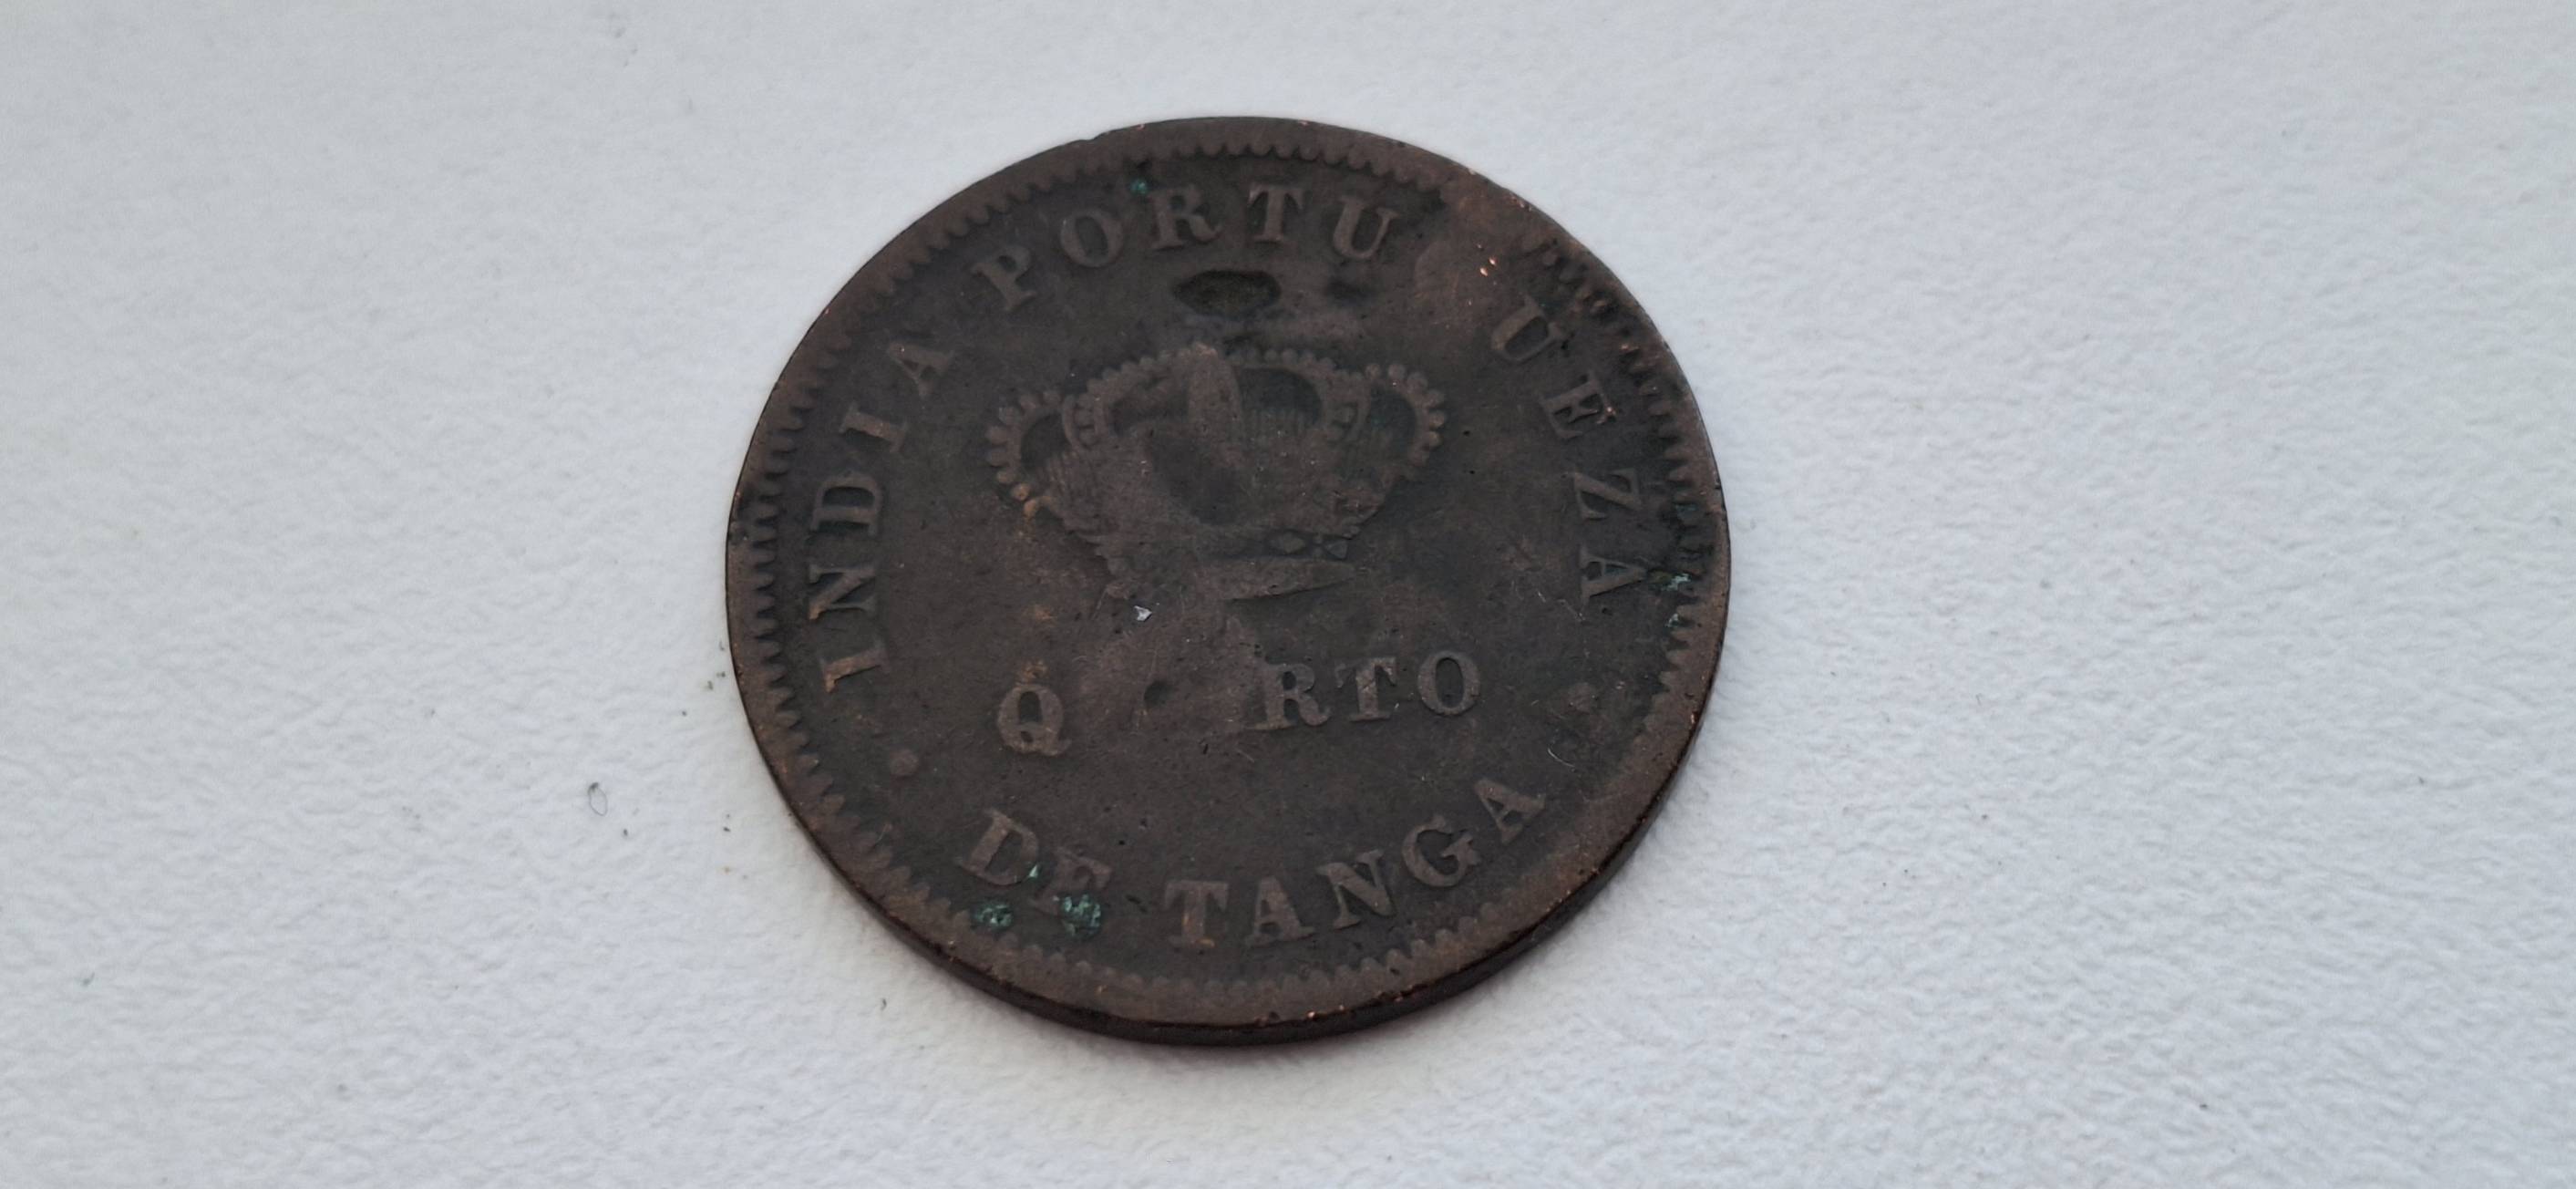 INDIA PORTU UEZA
Q RTO
DE TANGA